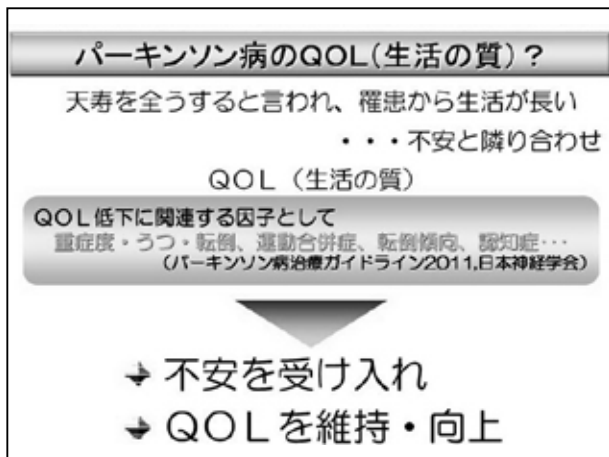 パーキンソン病のQOL（生活の質）？
天寿を全うすると言われ、罹患から生活が長い
・・・不安と隣り合わせ
QOL（生活の質）
QOL低下に関連する因子として
重症度・うつ・転倒、運動合併症、転倒傾向、認知症…
（パーキンソン病治療ガイドライン2011,日本神経学会）
不安を受け入れ
QOLを維持・向上